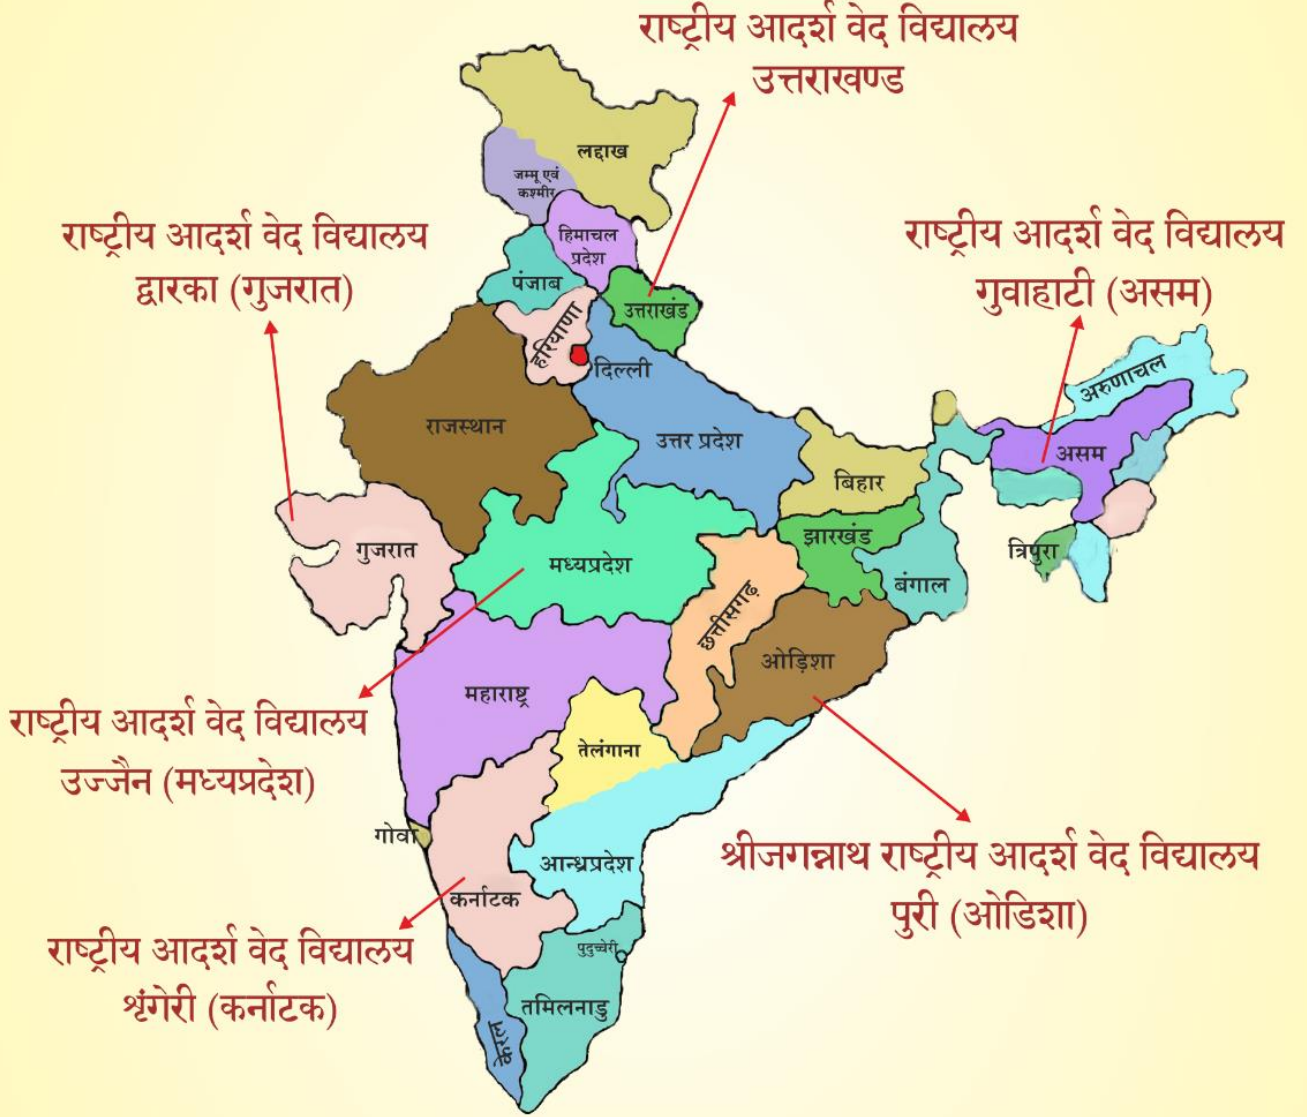 राष्ट्रीय आदर्श वेद विद्यालय
उत्तराखण्ड
लद्दाख
जम्मू एवं
कश्मीर
राष्ट्रीय आदर्श वेद विद्यालय
द्वारका (गुजरात)
हिमाचल
प्रदेश
राष्ट्रीय आदर्श वेद विद्यालय
गुवाहाटी (असम)
पंजाब
उत्तराखंड
हरियाणा
दिल्ली
अरुणाचल
राजस्थान
उत्तर प्रदेश
असम
बिहार
झारखंड
गुजरात
मध्यप्रदेश
त्रिपुरा
बंगाल
छत्तीसगढ़
ओड़िशा
महाराष्ट्र
राष्ट्रीय आदर्श वेद विद्यालय
उज्जैन (मध्यप्रदेश)
तेलंगाना
गोवा
आन्ध्रप्रदेश
श्रीजगन्नाथ राष्ट्रीय आदर्श वेद विद्यालय
पुरी (ओडिशा)
कर्नाटक
राष्ट्रीय आदर्श वेद विद्यालय
शृंगेरी (कर्नाटक)
पुदुच्चेरी
तमिलनाडु
केरल